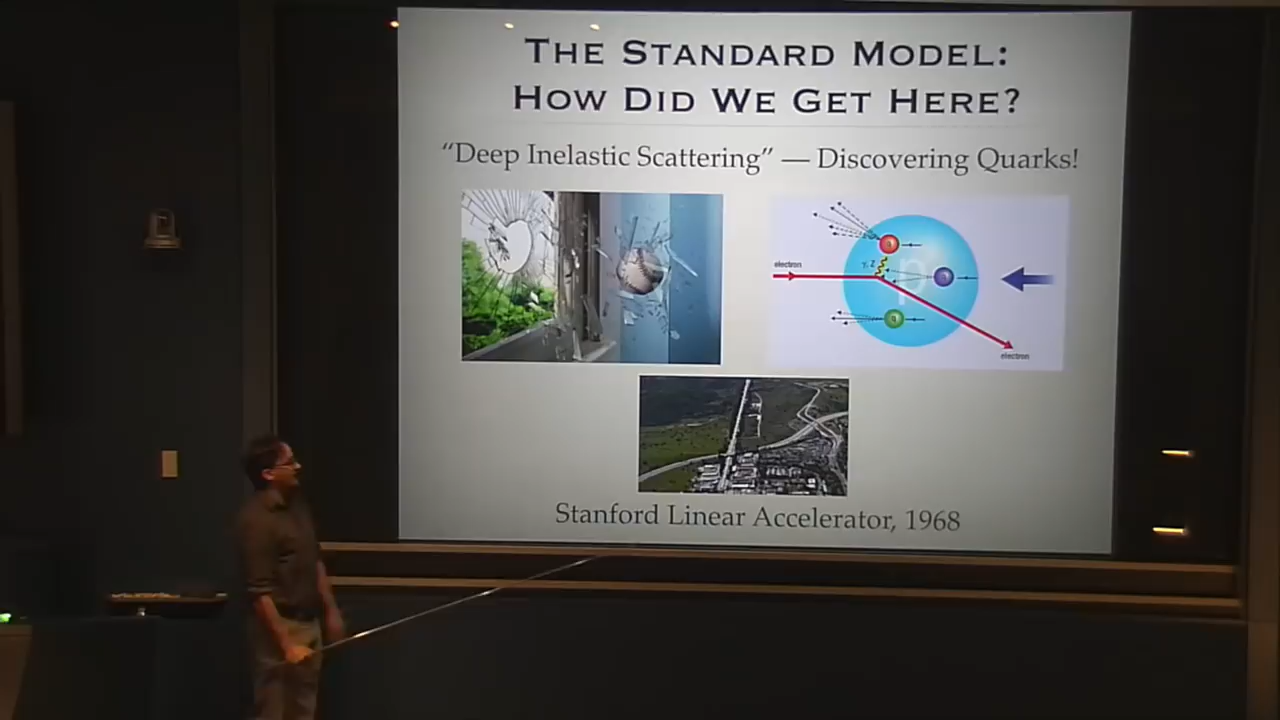 THE STANDARD MODEL:
HOW DID WE GET HERE?
“Deep Inelastic Scattering” — Discovering Quarks!
electron
γ, Z
p
electron
Stanford Linear Accelerator, 1968